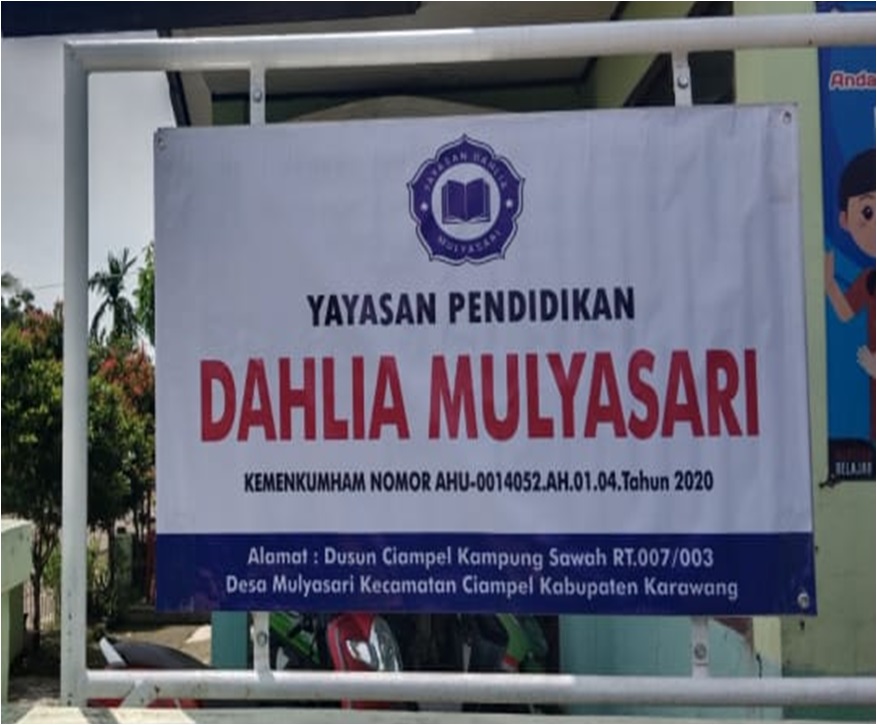 YAYASAN DAHLIA
MULYASARI
YAYASAN PENDIDIKAN
DAHLIA MULYASARI
KEMENKUMHAM NOMOR AHU-0014052.AH.01.04.Tahun 2020
Alamat : Dusun Ciampel Kampung Sawah RT.007/003
Desa Mulyasari Kecamatan Ciampel Kabupaten Karawang
Anda
BELAJAR